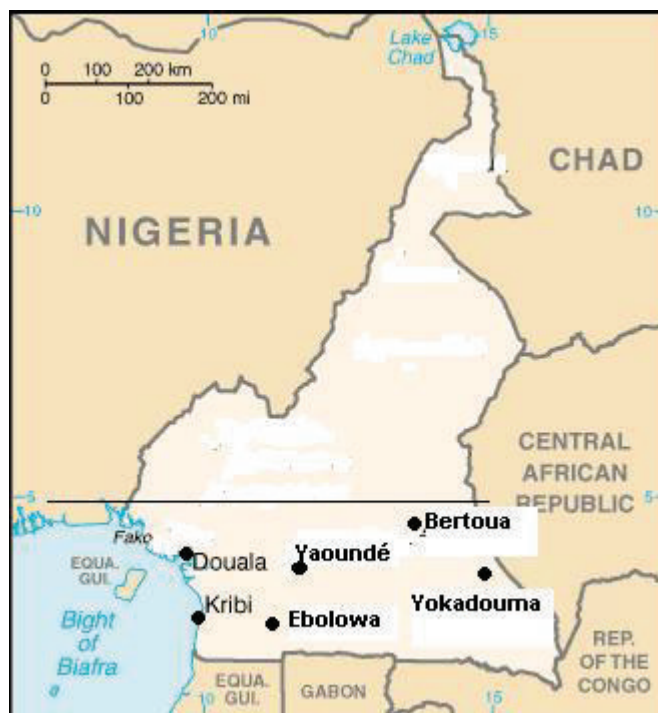 10
15
Lake
Chad
0 100 200 km
0 100 200 mi
CHAD
10
10
NIGERIA
CENTRAL
AFRICAN
REPUBLIC
5
5
Bertoua
Fako
Douala
Yaoundé
EQUA.
GUI.
Yokadouma
Kribi
Ebolowa
Bight
of
Biafra
REP.
OF THE
CONGO
EQUA.
GUI.
GABON
10
15